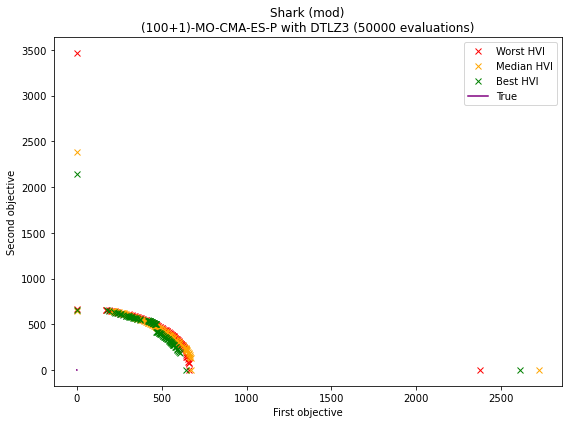 Shark (mod)
(100+1)-MO-CMA-ES-P with DTLZ3 (50000 evaluations)
Worst HVI
Median HVI
Best HVI
True
Second objective
3500
3000
2500
2000
1500
1000
500
0
0
500
1000
1500
2000
2500
First objective